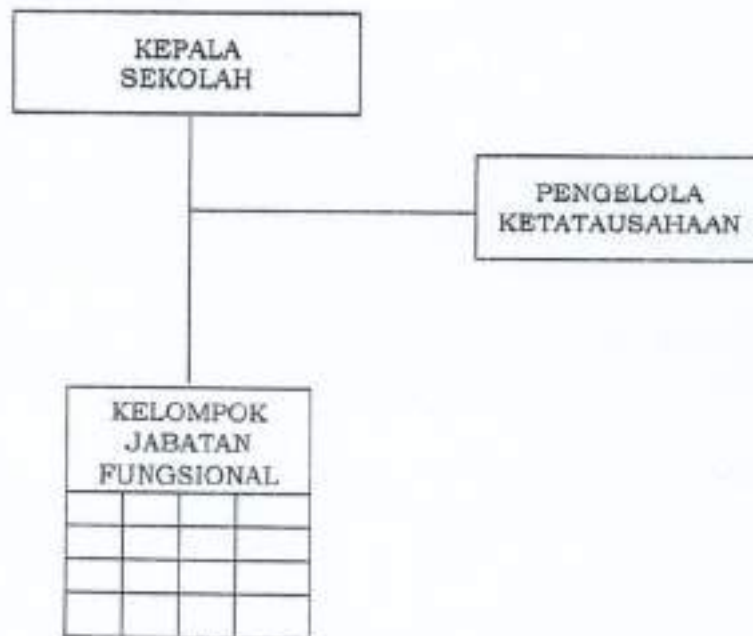 KEPALA
SEKOLAH
PENGELOLA
KETATAUSAHAAN
KELOMPOK
JABATAN
FUNGSIONAL